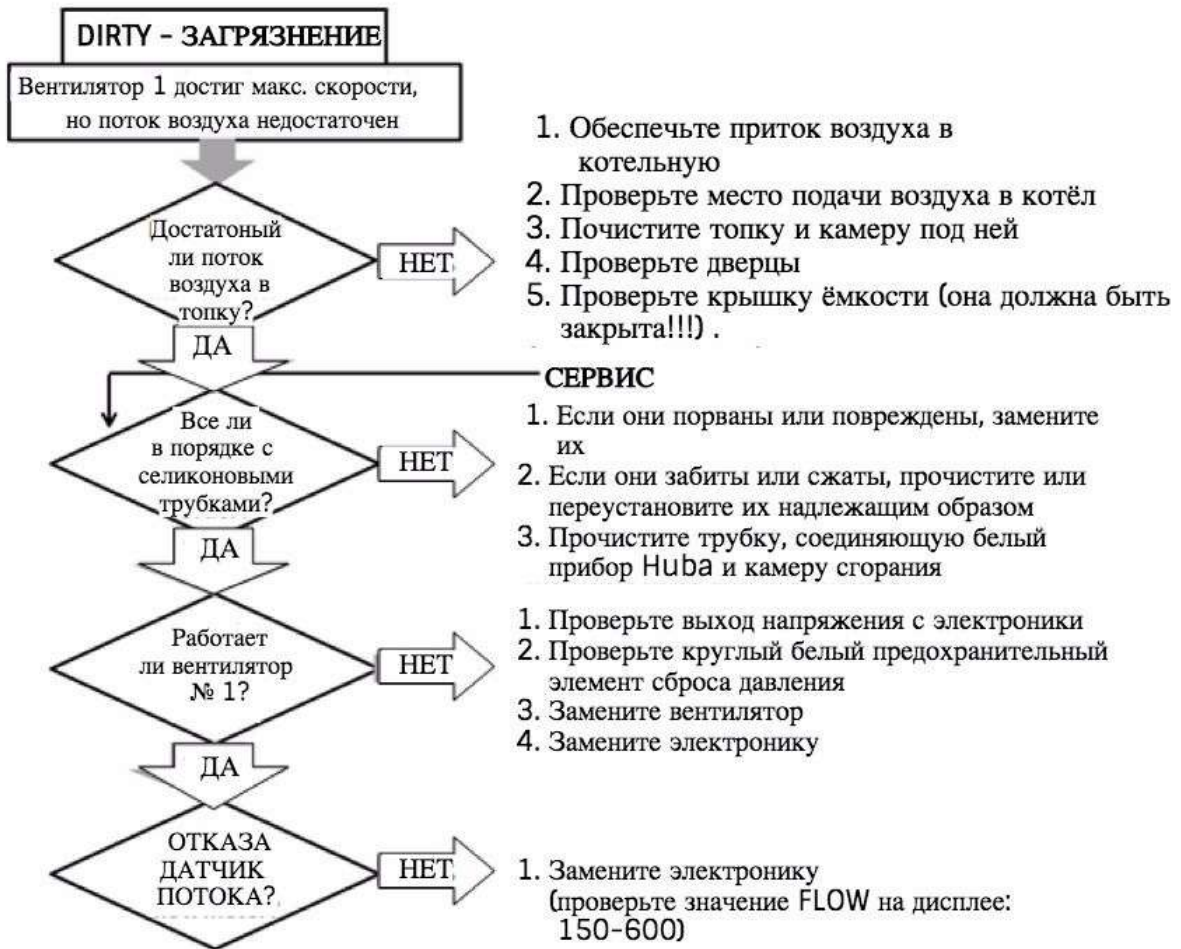 DIRTY – ЗАГРЯЗНЕНИЕ
Вентилятор 1 достиг макс. скорости,
но поток воздуха недостаточен
1. Обеспечьте приток воздуха в
котельную
2. Проверьте место подачи воздуха в котёл
3. Почистите топку и камеру под ней
4. Проверьте дверцы
5. Проверьте крышку ёмкости (она должна быть
закрыта!!!) .
Достатоный
ли поток
воздуха в
топку?
НЕТ
ДА
СЕРВИС
Все ли
в порядке с
селиконовыми
трубками?
НЕТ
1. Если они порваны или повреждены, замените
их
2. Если они забиты или сжаты, прочистите или
переустановите их надлежащим образом
3. Прочистите трубку, соединяющую белый
прибор Huba и камеру сгорания
ДА
Работает
ли вентилятор
№ 1?
НЕТ
1. Проверьте выход напряжения с электроники
2. Проверьте круглый белый предохранительный
элемент сброса давления
3. Замените вентилятор
4. Замените электронику
ДА
ОТКАЗА
ДАТЧИК
ПОТОКА?
НЕТ
1. Замените электронику
(проверьте значение FLOW на дисплее:
150-600)